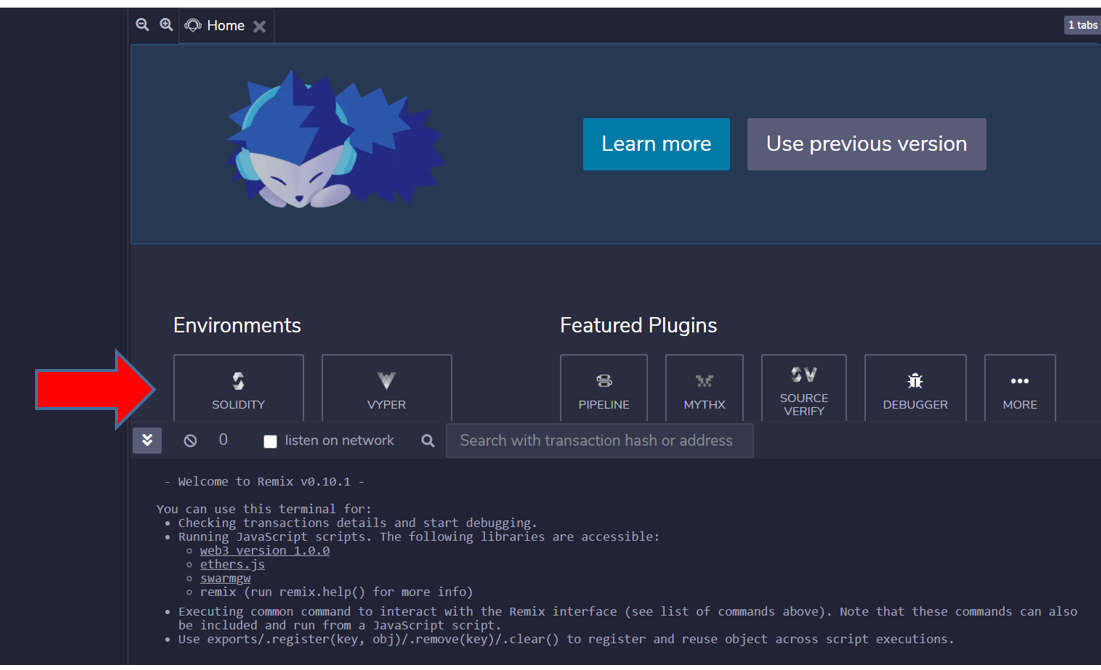 Home
1 tabs
Learn more
Use previous version
Environments
Featured Plugins
SOLIDITY
VYPER
PIPELINE
MYTHX
SOURCE
VERIFY
DEBUGGER
MORE
0
listen on network
Search with transaction hash or address
- Welcome to Remix v0.10.1 -
You can use this terminal for:
• Checking transactions details and start debugging.
• Running JavaScript scripts. The following libraries are accessible:
○ web3 version 1.0.0
○ ethers.js
○ swarmgw
○ remix (run remix.help() for more info)
• Executing common command to interact with the Remix interface (see list of commands above). Note that these commands can also
be included and run from a JavaScript script.
• Use exports/.register(key, obj)/.remove(key)/.clear() to register and reuse object across script executions.